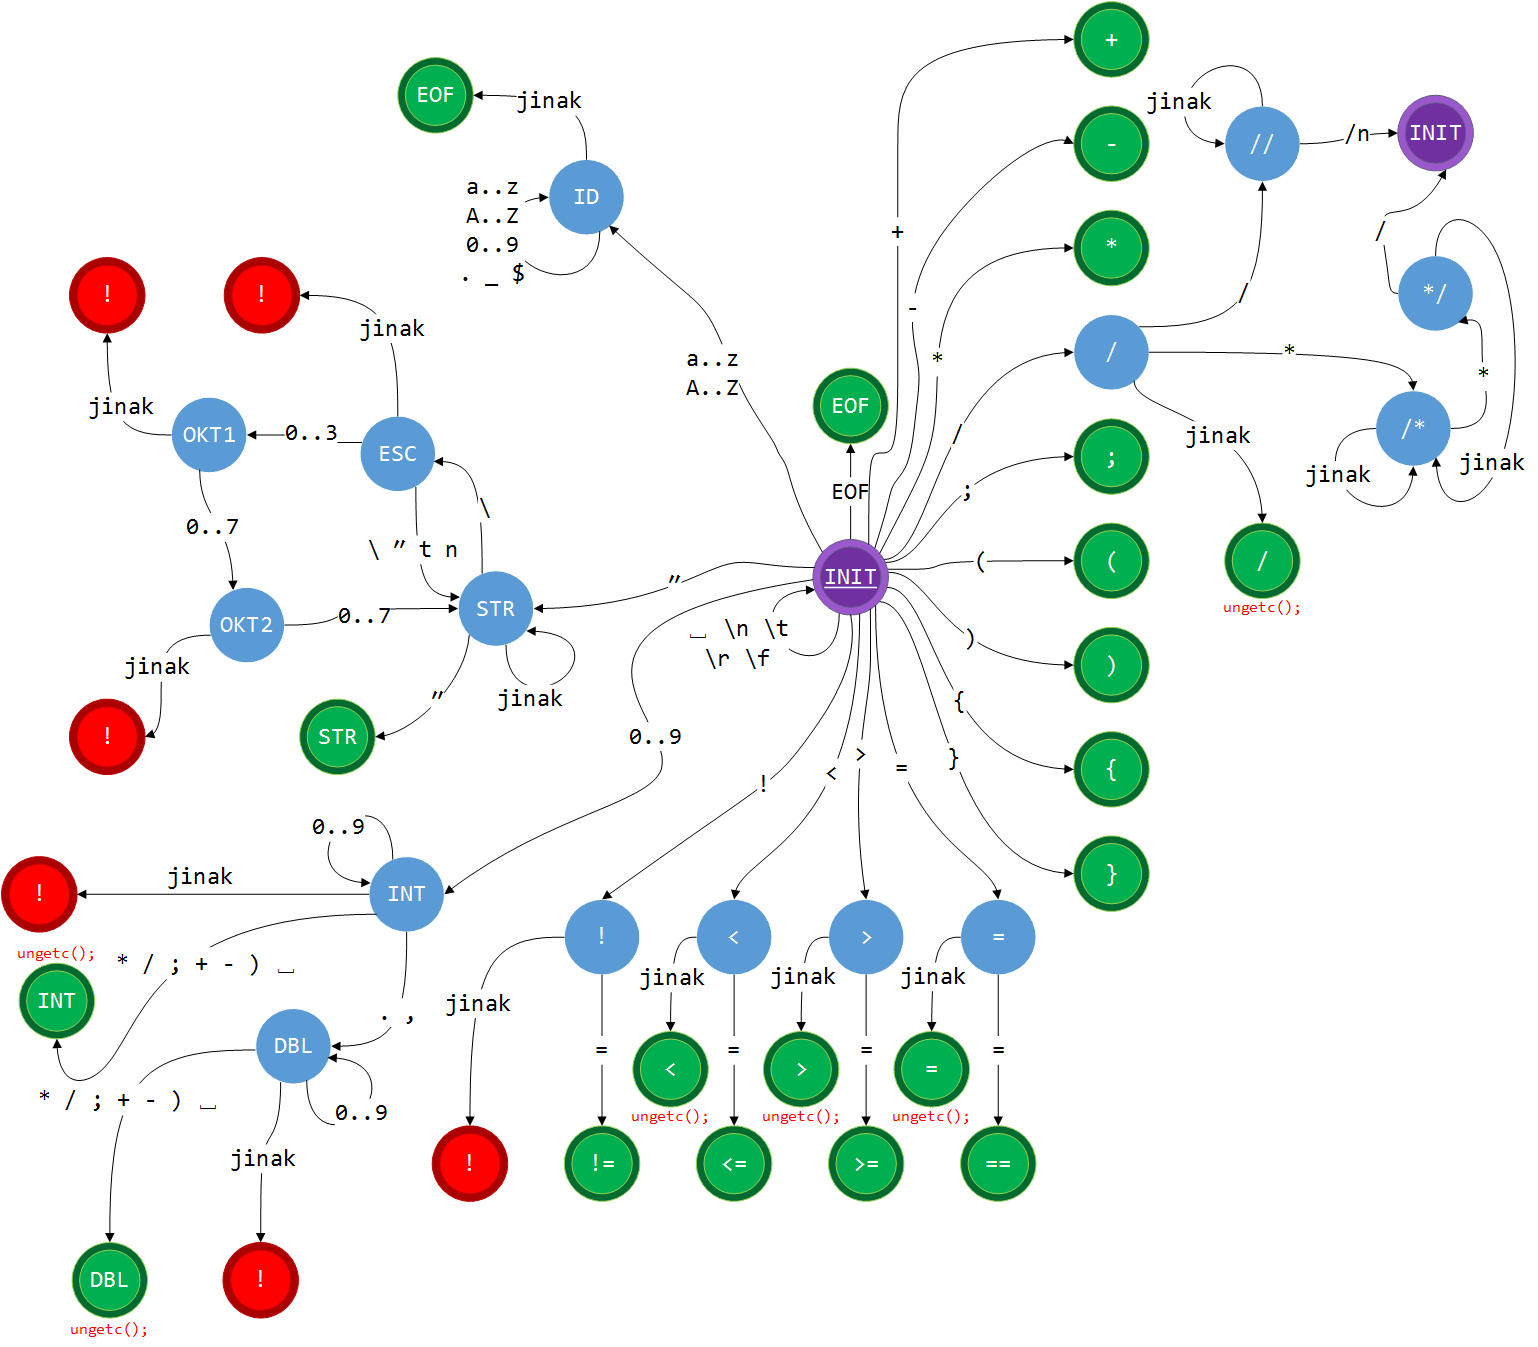 +
EOF
jinak
-
jinak
//
/n
INIT
ID
a..z
A..Z
0..9
. _ $
+
*
/
!
!
jinak
-
/
*/
a..z
A..Z
*
/
*
*
EOF
jinak
OKT1
0..3
ESC
/
jinak
/*
;
jinak
jinak
EOF
;
\
0..7
\ ″ t n
(
(
/
ungetc();
INIT
″
STR
OKT2
0..7
␣ \n \t
\r \f
)
)
jinak
″
jinak
{
!
STR
0..9
>
<
=
}
{
!
0..9
jinak
}
!
INT
!
<
>
=
ungetc();
* / ; + - ) ␣
jinak
jinak
jinak
jinak
INT
. ,
DBL
=
=
=
=
<
>
=
* / ; + - ) ␣
0..9
ungetc();
ungetc();
ungetc();
jinak
!
!=
<=
>=
==
DBL
!
ungetc();